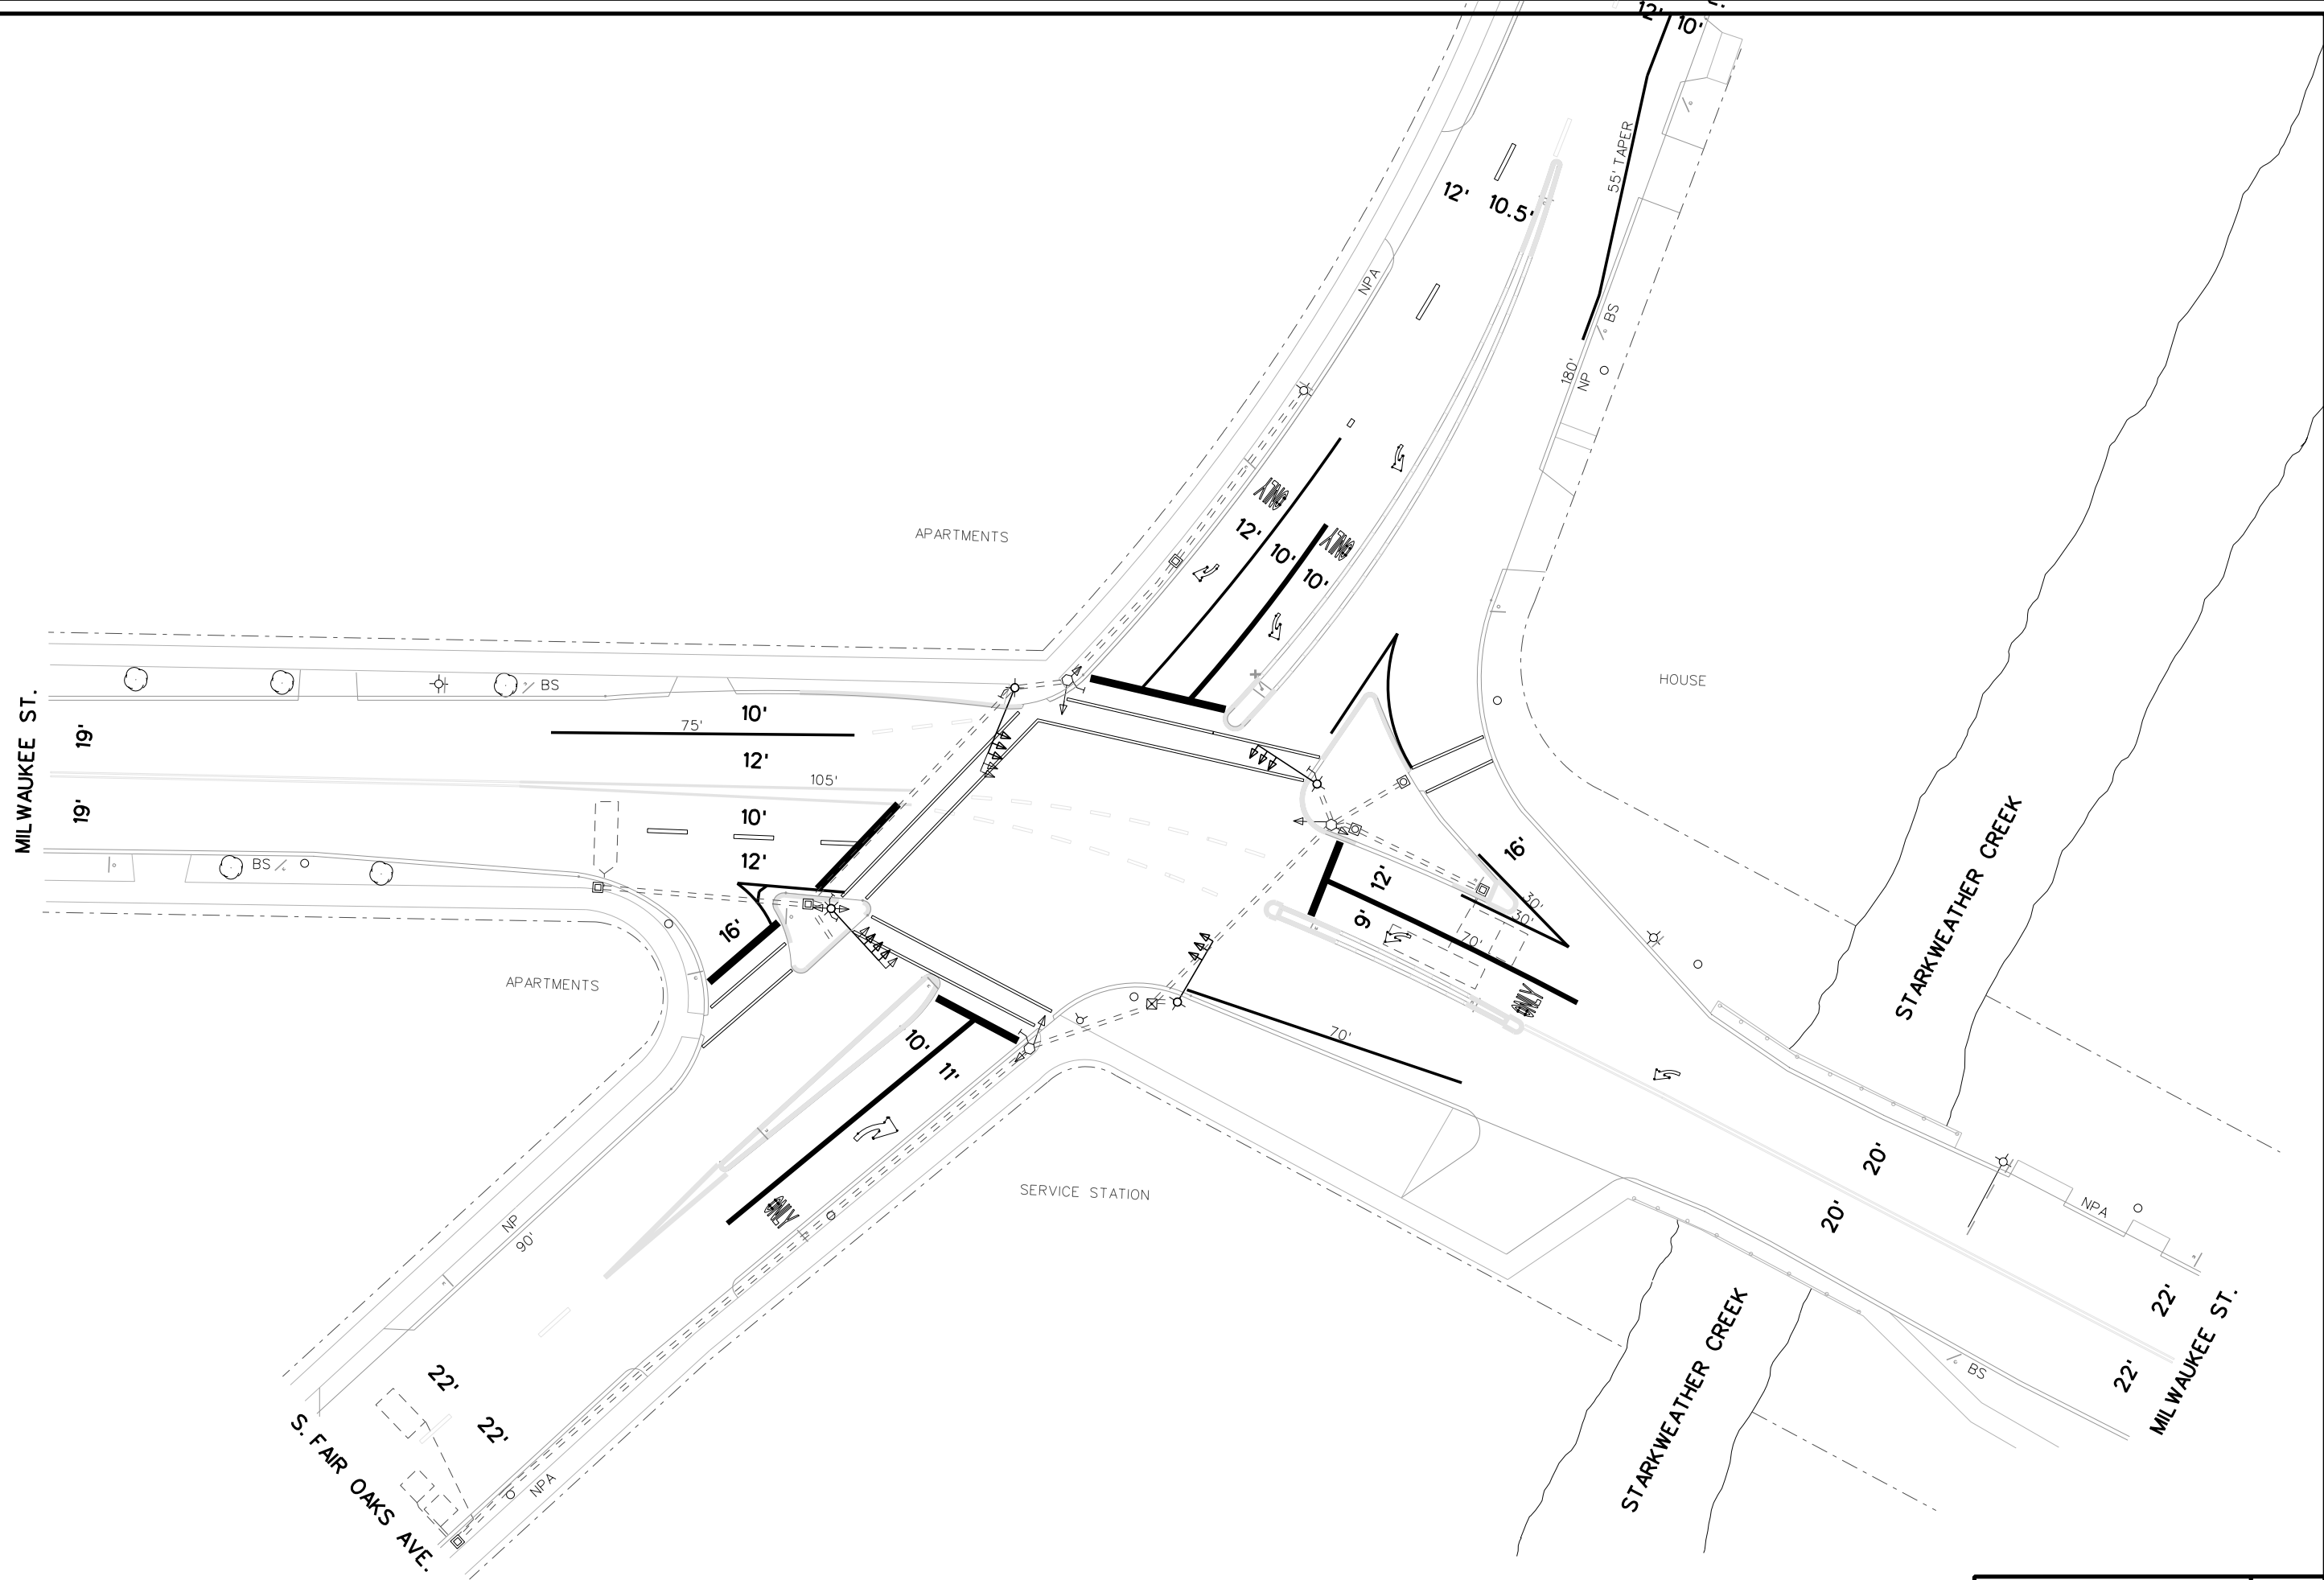 12' 10'
55' TAPER
12' 10.5'
NPA
BS
180'
NP
ONLY
12' 10' 10'
ONLY
APARTMENTS
HOUSE
MILWAUKEE ST.
19'
19'
BS
10'
75'
12'
105'
10'
12'
BS
16'
APARTMENTS
12'
9'
16'
30'
30'
70'
ONLY
70'
STARKWEATHER CREEK
10'
11'
ONLY
SERVICE STATION
NP
90'
20'
20'
NPA
22'
22'
MILWAUKEE ST.
BS
STARKWEATHER CREEK
22'
22'
S. FAIR OAKS AVE.
NPA